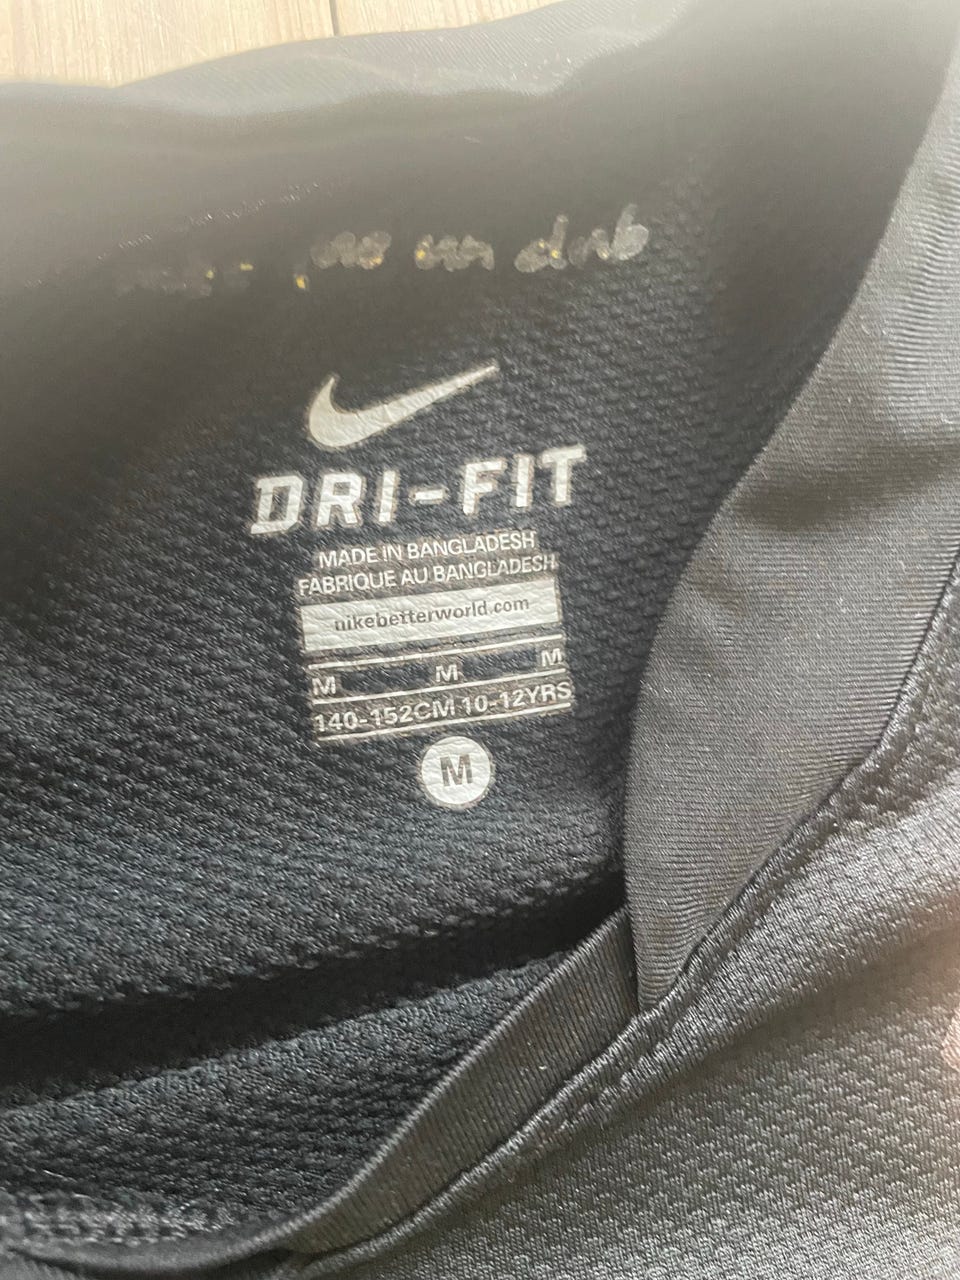 DRI-FIT
MADE IN BANGLADESH
FABRIQUE AU BANGLADESH
nikebetterworld.com
M M M
140-152CM 10-12YRS
M